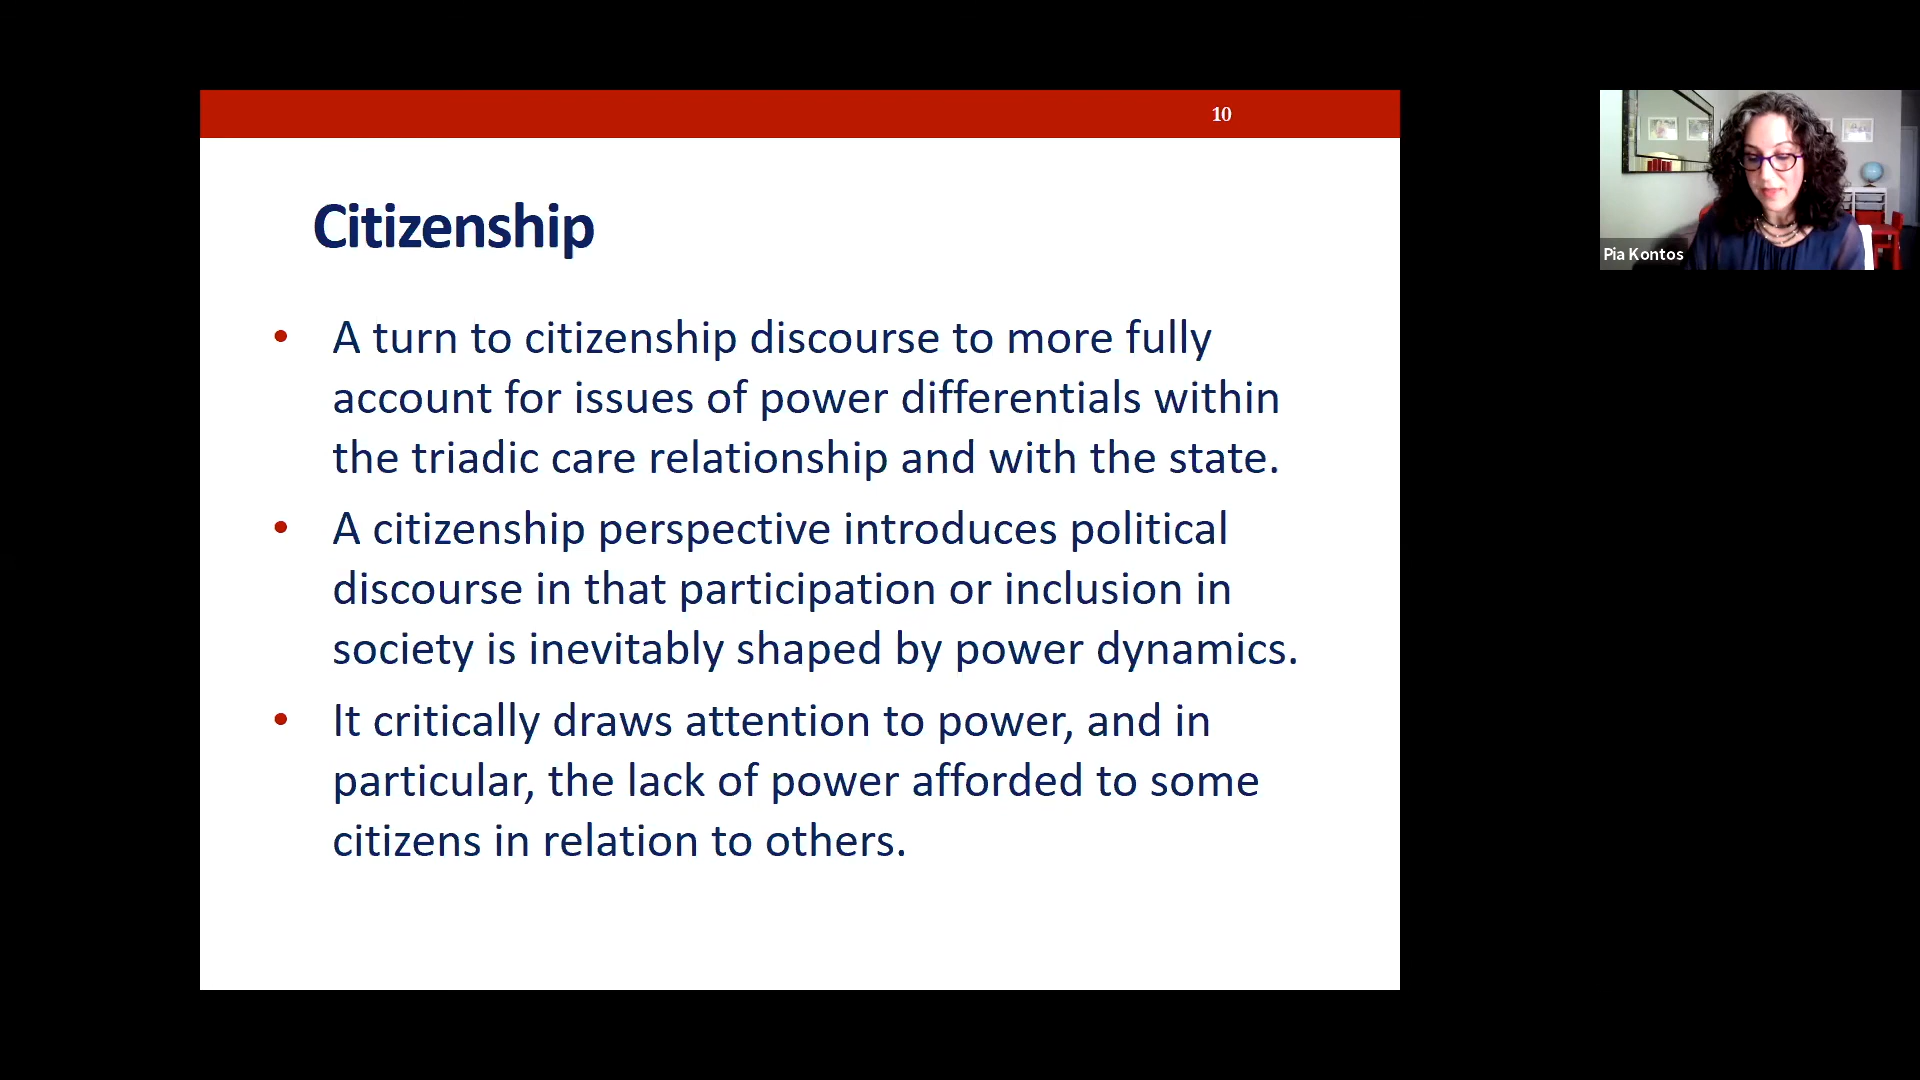 10
Citizenship
• A turn to citizenship discourse to more fully
account for issues of power differentials within
the triadic care relationship and with the state.
• A citizenship perspective introduces political
discourse in that participation or inclusion in
society is inevitably shaped by power dynamics.
• It critically draws attention to power, and in
particular, the lack of power afforded to some
citizens in relation to others.
Pia Kontos